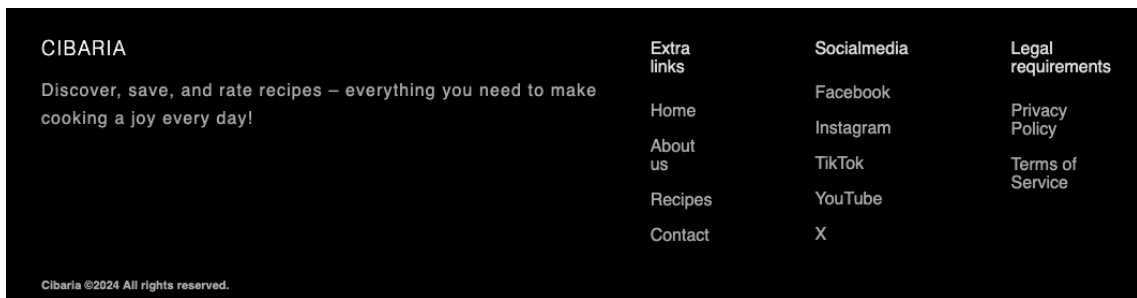 CIBARIA
Discover, save, and rate recipes – everything you need to make
cooking a joy every day!
Extra
links
Home
About
us
Recipes
Contact
Socialmedia
Facebook
Instagram
TikTok
YouTube
X
Legal
requirements
Privacy
Policy
Terms of
Service
Cibaria ©2024 All rights reserved.